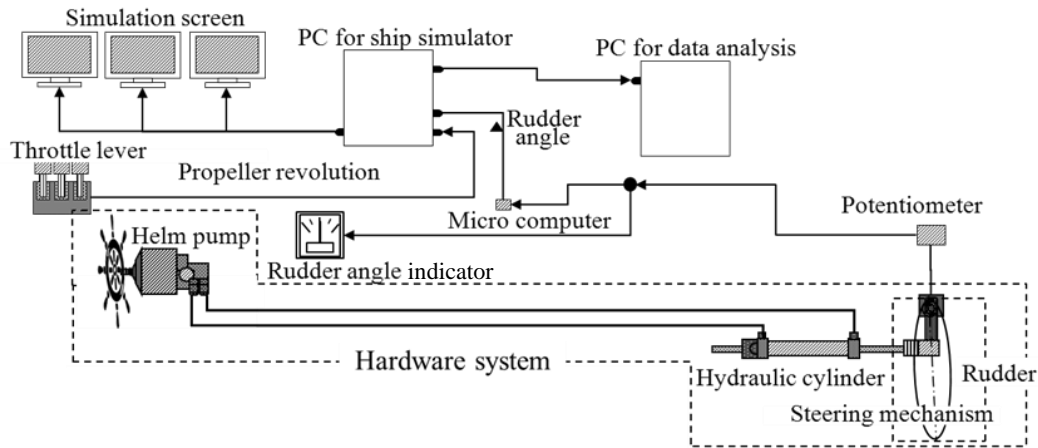 Simulation screen
PC for ship simulator
PC for data analysis
Rudder
angle
Throttle lever
Propeller revolution
Micro computer
Potentiometer
Helm pump
Rudder angle indicator
Hardware system
Hydraulic cylinder
Rudder
Steering mechanism